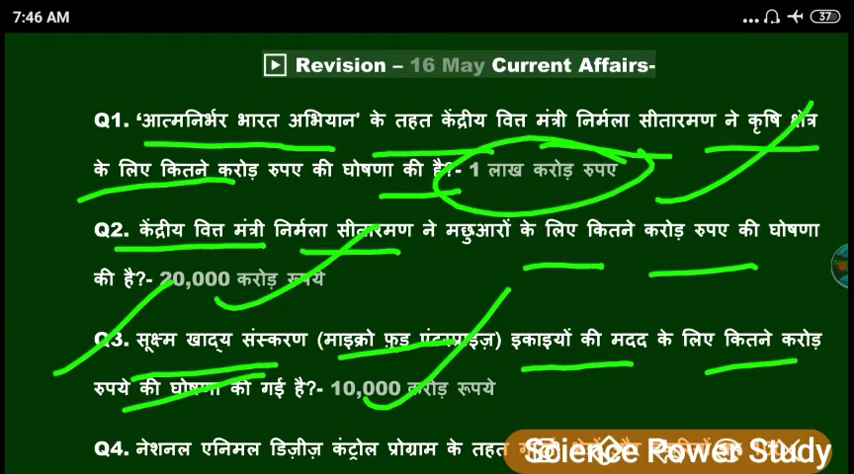 7:46 AM
37
Revision – 16 May Current Affairs-
Q1. 'आत्मनिर्भर भारत अभियान' के तहत केंद्रीय वित्त मंत्री निर्मला सीतारमण ने कृषि क्षेत्र
के लिए कितने करोड़ रुपए की घोषणा की है?- 1 लाख करोड़ रुपए
Q2. केंद्रीय वित्त मंत्री निर्मला सीतारमण ने मछुआरों के लिए कितने करोड़ रुपए की घोषणा
की है?- 20,000 करोड़ रूपये
Q3. सूक्ष्म खाद्य संस्करण (माइक्रो फ़ूड एंटरप्राइज़) इकाइयों की मदद के लिए कितने करोड़
रुपये की घोषणा की गई है?- 10,000 करोड़ रूपये
Q4. नेशनल एनिमल डिज़ीज़ कंट्रोल प्रोग्राम के तहत
Science Power Study